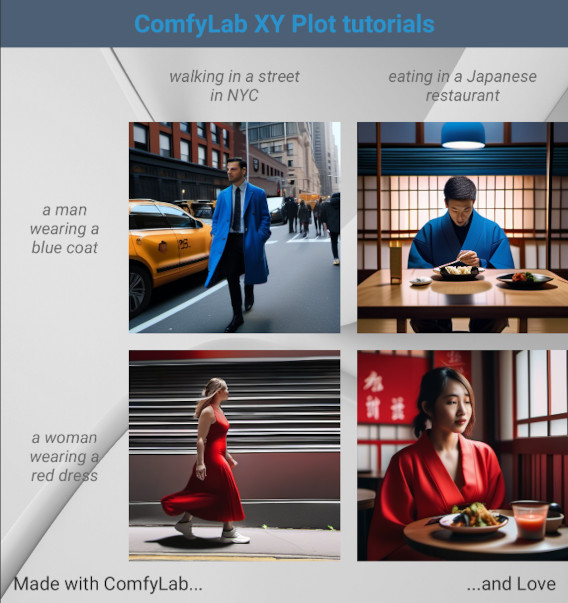 ComfyLab XY Plot tutorials
walking in a street
in NYC
eating in a Japanese
restaurant
a man
wearing a
blue coat
a woman
wearing a
red dress
Made with ComfyLab...
...and Love